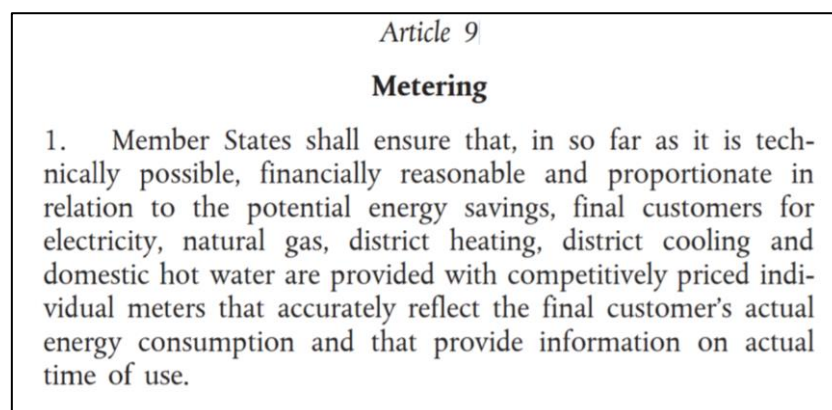 Article 9
Metering
1. Member States shall ensure that, in so far as it is tech-
nically possible, financially reasonable and proportionate in
relation to the potential energy savings, final customers for
electricity, natural gas, district heating, district cooling and
domestic hot water are provided with competitively priced indi-
vidual meters that accurately reflect the final customer’s actual
energy consumption and that provide information on actual
time of use.